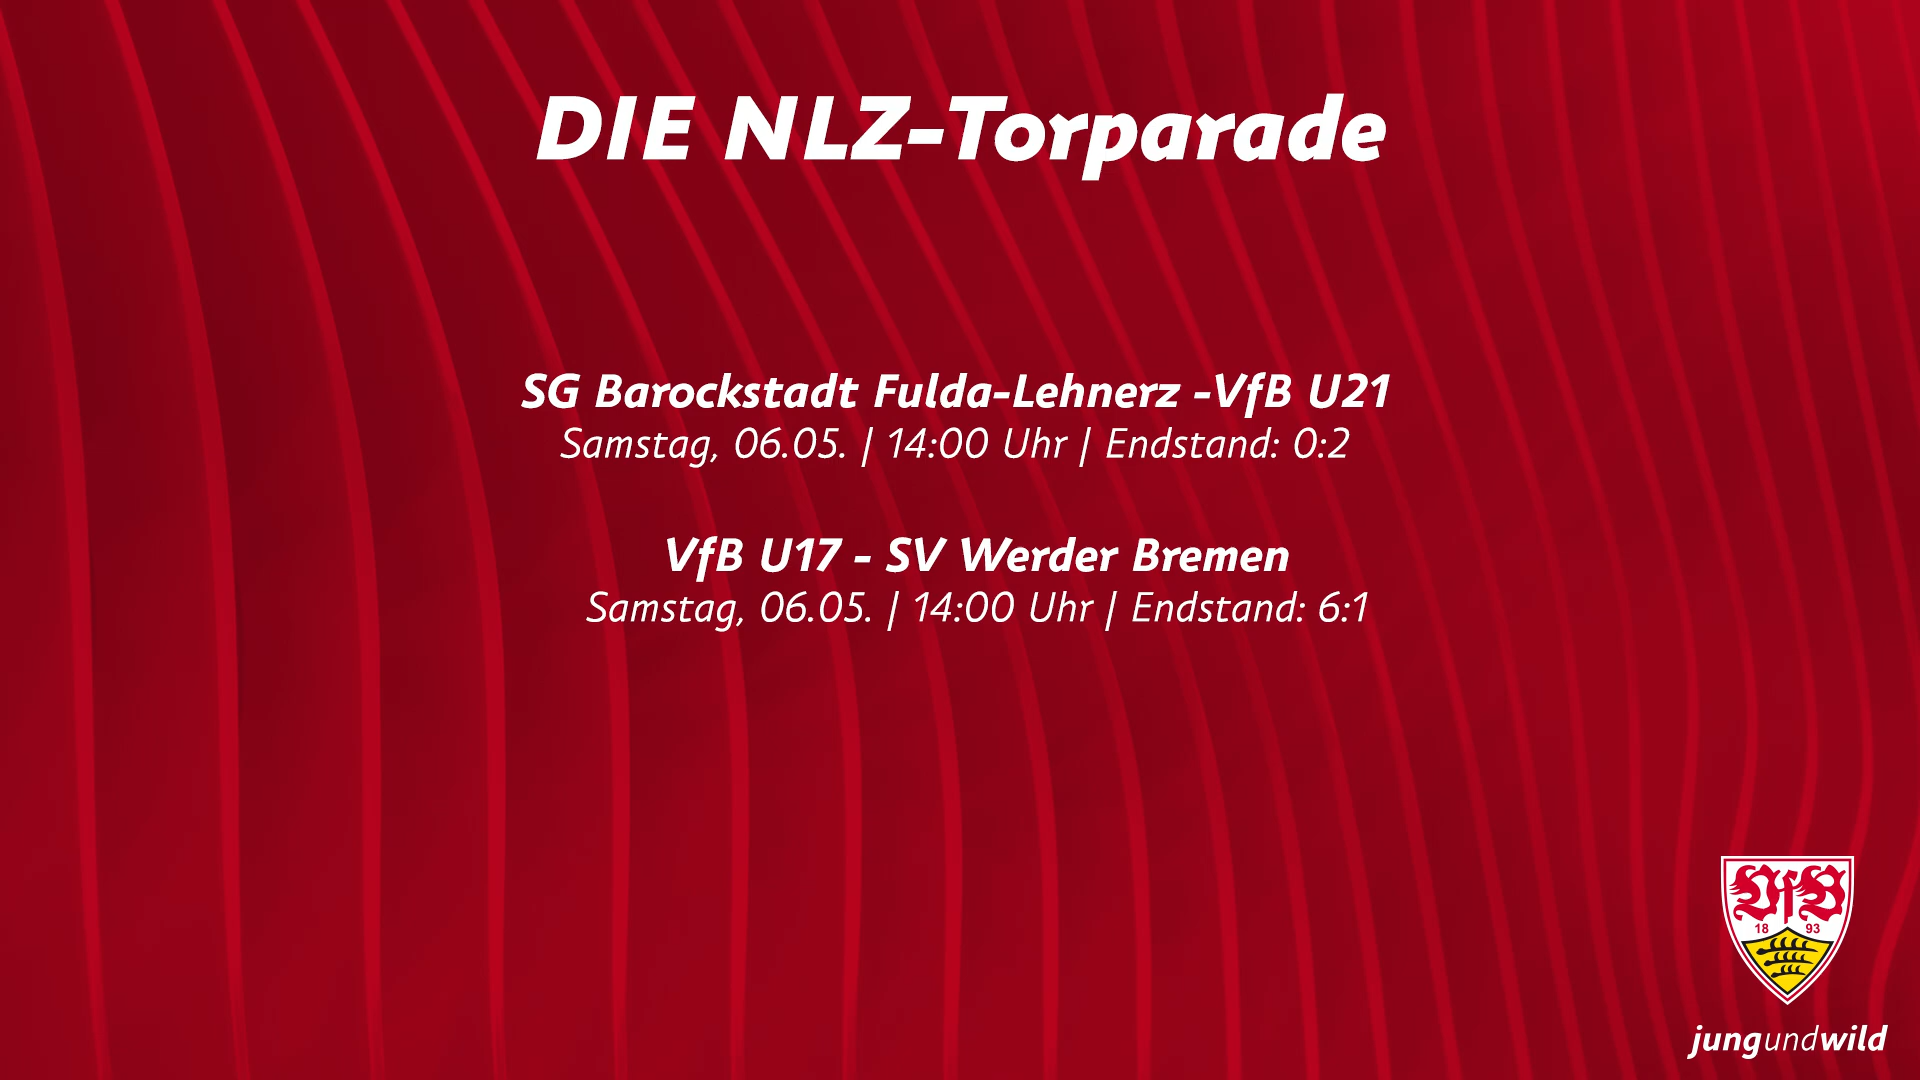 DIE NLZ-Torparade
SG Barockstadt Fulda-Lehnerz -VfB U21
Samstag, 06.05. | 14:00 Uhr | Endstand: 0:2
VfB U17 - SV Werder Bremen
Samstag, 06.05. | 14:00 Uhr | Endstand: 6:1
VfB
18 93
jungundwild